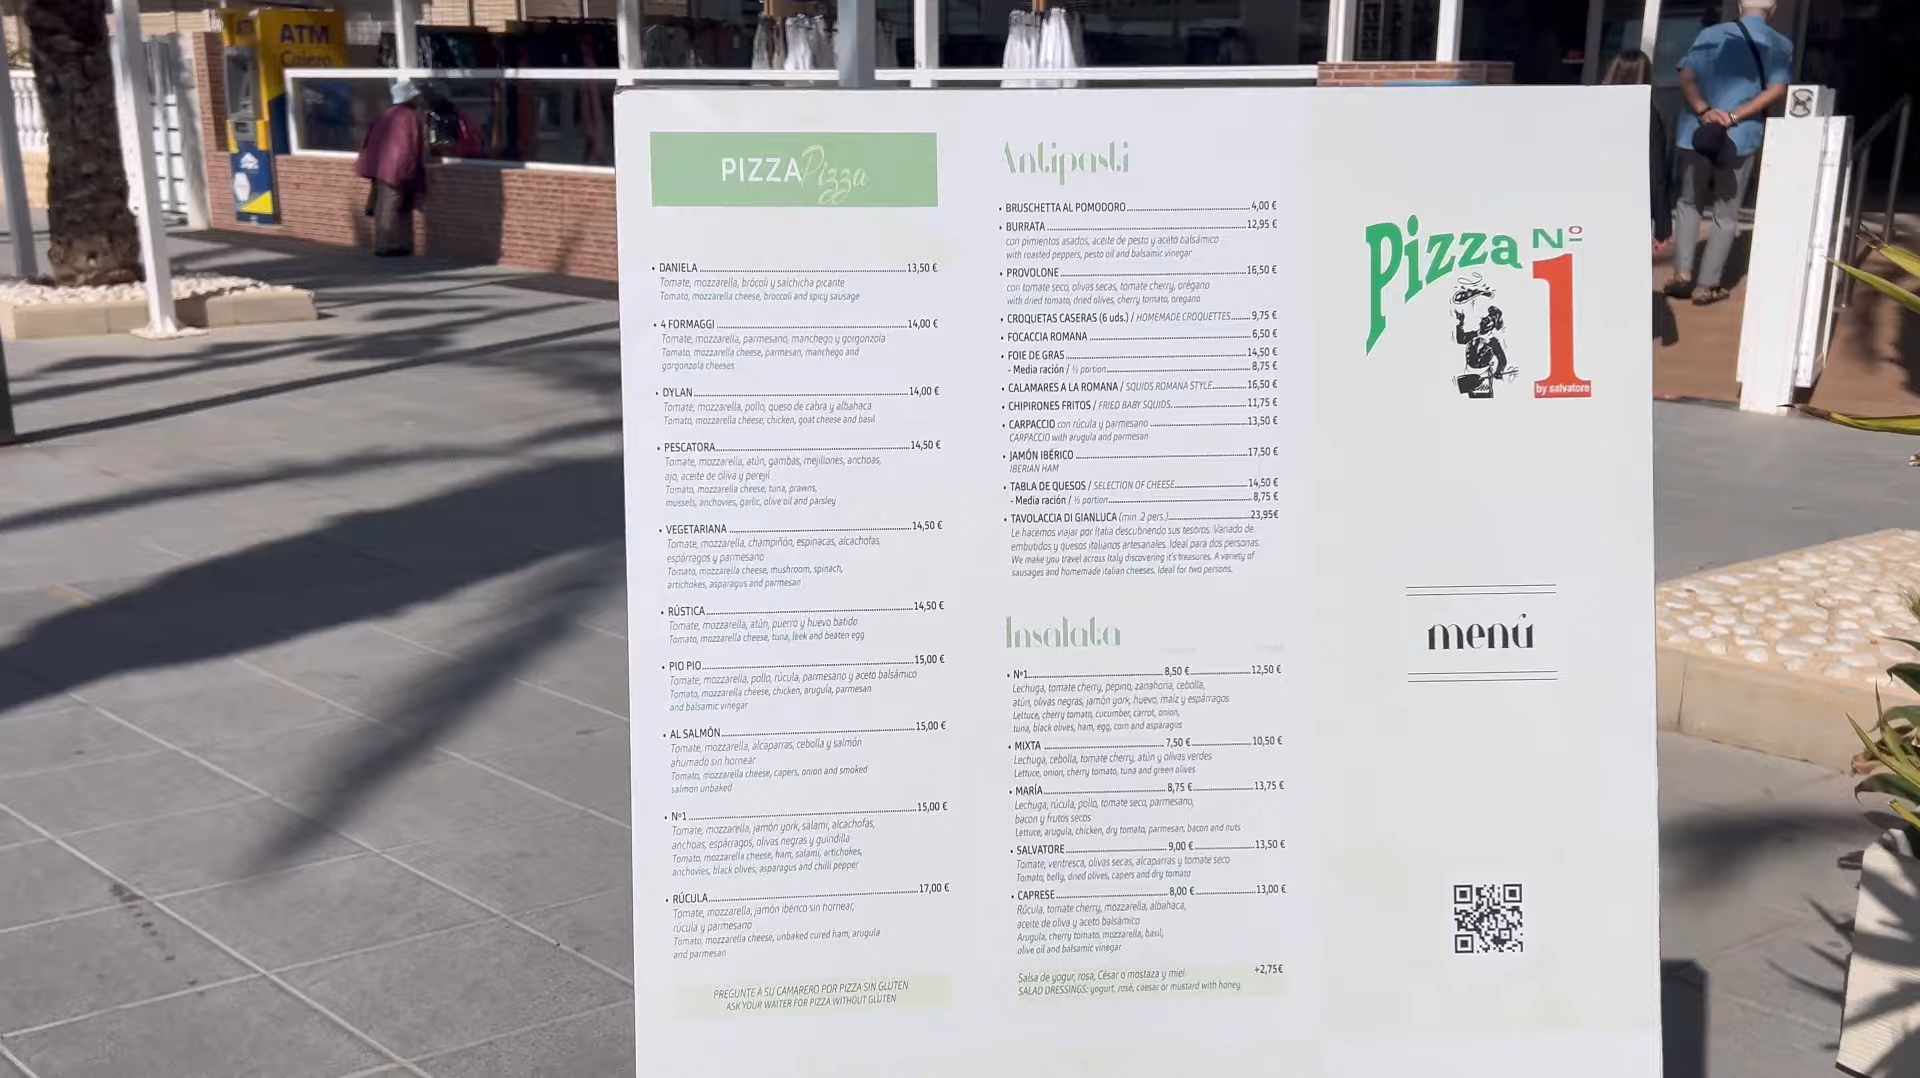 ATM
PIZZA Pizza
• DANIELA 13,50 €
Tomate, mozzarella, brócoli y salchicha picante
Tomato, mozzarella cheese, broccoli and spicy sausage
• 4 FORMAGGI 14,00 €
Tomate, mozzarella, parmesano, manchego y gorgonzola
Tomato, mozzarella cheese, parmesan, manchego and
gorgonzola cheeses
• DYLAN 14,00 €
Tomate, mozzarella, pollo, queso de cabra y albahaca
Tomato, mozzarella cheese, chicken, goat cheese and basil
• PESCATORA 14,50 €
Tomate, mozzarella, atún, gambas, mejillones, anchoas,
ajo, aceite de oliva y perejil
Tomato, mozzarella cheese, tuna, prawns,
mussels, anchovies, garlic, olive oil and parsley
• VEGETARIANA 14,50 €
Tomate, mozzarella, champiñón, espinacas, alcachofas,
espárragos y parmesano
Tomato, mozzarella cheese, mushroom, spinach,
artichokes, asparagus and parmesan
• RÚSTICA 14,50 €
Tomate, mozzarella, atún, puerro y huevo batido
Tomato, mozzarella cheese, tuna, leek and beaten egg
• PIO PIO 15,00 €
Tomate, mozzarella, pollo, rúcula, parmesano y aceto balsámico
Tomato, mozzarella cheese, chicken, arugula, parmesan
and balsamic vinegar
• AL SALMÓN 15,00 €
Tomate, mozzarella, alcaparras, cebolla y salmón
ahumado sin hornear
Tomato, mozzarella cheese, capers, onion and smoked
salmon unbaked
• Nº1 15,00 €
Tomate, mozzarella, jamón york, salami, alcachofas,
anchoas, espárragos, olivas negras y guindilla
Tomato, mozzarella cheese, ham, salami, artichokes,
anchovies, black olives, asparagus and chilli pepper
• RÚCULA 17,00 €
Tomate, mozzarella, jamón ibérico sin hornear,
rúcula y parmesano
Tomato, mozzarella cheese, unbaked cured ham, arugula
and parmesan
PREGUNTE A SU CAMARERO POR PIZZA SIN GLUTEN
ASK YOUR WAITER FOR PIZZA WITHOUT GLUTEN
Antipasti
• BRUSCHETTA AL POMODORO 4,00 €
• BURRATA 12,95 €
con pimientos asados, aceite de pesto y aceto balsámico
with roasted peppers, pesto oil and balsamic vinegar
• PROVOLONE 16,50 €
con tomate seco, olivas secas, tomate cherry, orégano
with dried tomato, dried olives, cherry tomato, oregano
• CROQUETAS CASERAS (6 uds.) / HOMEMADE CROQUETTES 9,75 €
• FOCACCIA ROMANA 6,50 €
• FOIE DE GRAS 14,50 €
- Media ración / ½ portion 8,75 €
• CALAMARES A LA ROMANA / SQUIDS ROMANA STYLE 16,50 €
• CHIPIRONES FRITOS / FRIED BABY SQUIDS 11,75 €
• CARPACCIO con rúcula y parmesano 13,50 €
CARPACCIO with arugula and parmesan
• JAMÓN IBÉRICO 17,50 €
IBERIAN HAM
• TABLA DE QUESOS / SELECTION OF CHEESE 14,50 €
- Media ración / ½ portion 8,75 €
• TAVOLACCIA DI GIANLUCA (min. 2 pers.) 23,95€
Le hacemos viajar por Italia descubriendo sus tesoros. Variado de
embutidos y quesos italianos artesanales. Ideal para dos personas.
We make you travel across Italy discovering it's treasures. A variety of
sausages and homemade italian cheeses. Ideal for two persons.
Insalata
• Nº1 8,50 € 12,50 €
Lechuga, tomate cherry, pepino, zanahoria, cebolla,
atún, olivas negras, jamón york, huevo, maíz y espárragos
Lettuce, cherry tomato, cucumber, carrot, onion,
tuna, black olives, ham, egg, corn and asparagus
• MIXTA 7,50 € 10,50 €
Lechuga, cebolla, tomate cherry, atún y olivas verdes
Lettuce, onion, cherry tomato, tuna and green olives
• MARÍA 8,75 € 13,75 €
Lechuga, rúcula, pollo, tomate seco, parmesano,
bacon y frutos secos
Lettuce, arugula, chicken, dry tomato, parmesan, bacon and nuts
• SALVATORE 9,00 € 13,50 €
Tomate, ventresca, olivas secas, alcaparras y tomate seco
Tomato, belly, dried olives, capers and dry tomato
• CAPRESE 8,00 € 13,00 €
Rúcula, tomate cherry, mozzarella, albahaca,
aceite de oliva y aceto balsámico
Arugula, cherry tomato, mozzarella, basil,
olive oil and balsamic vinegar
Salsa de yogur, rosa, César o mostaza y miel +2,75€
SALAD DRESSINGS: yogurt, rosé, caesar or mustard with honey
Pizza Nº 1
by salvatore
menú